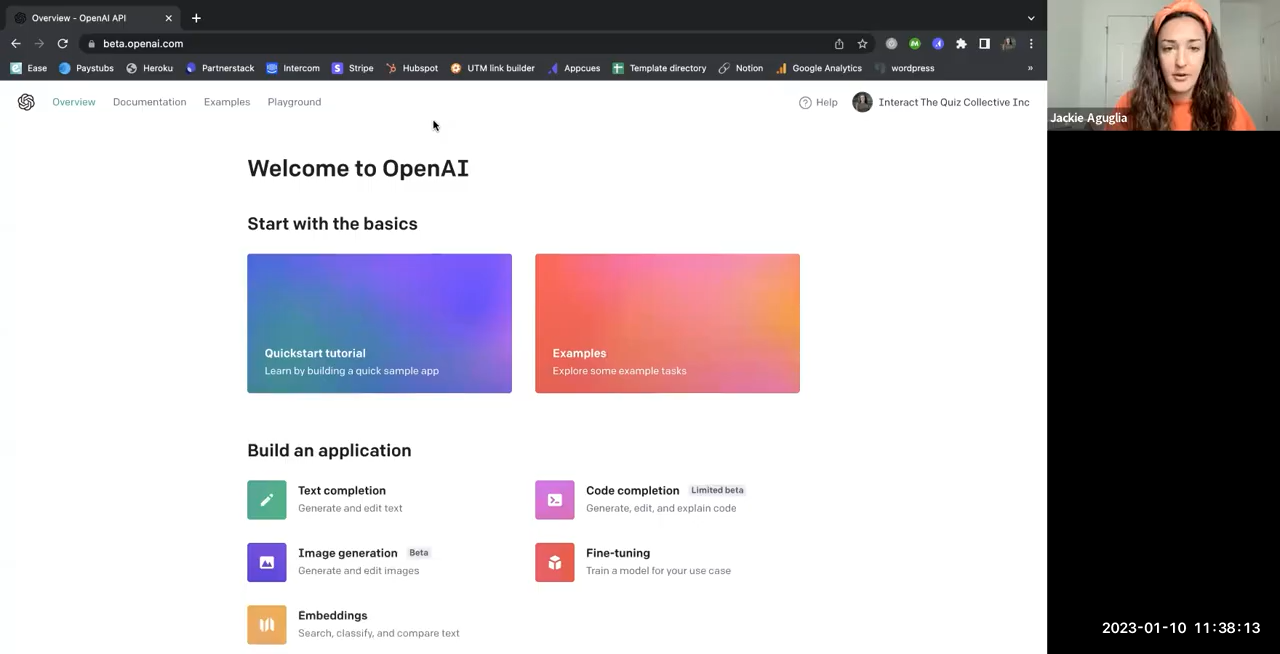 Overview - OpenAI API
beta.openai.com
Ease Paystubs Heroku Partnerstack Intercom Stripe Hubspot UTM link builder Appcues Template directory Notion Google Analytics wordpress »
Overview Documentation Examples Playground Help Interact The Quiz Collective Inc
Jackie Aguglia
Welcome to OpenAI
Start with the basics
Quickstart tutorial
Learn by building a quick sample app
Examples
Explore some example tasks
Build an application
Text completion
Generate and edit text
Code completion Limited beta
Generate, edit, and explain code
Image generation Beta
Generate and edit images
Fine-tuning
Train a model for your use case
Embeddings
Search, classify, and compare text
2023-01-10 11:38:13